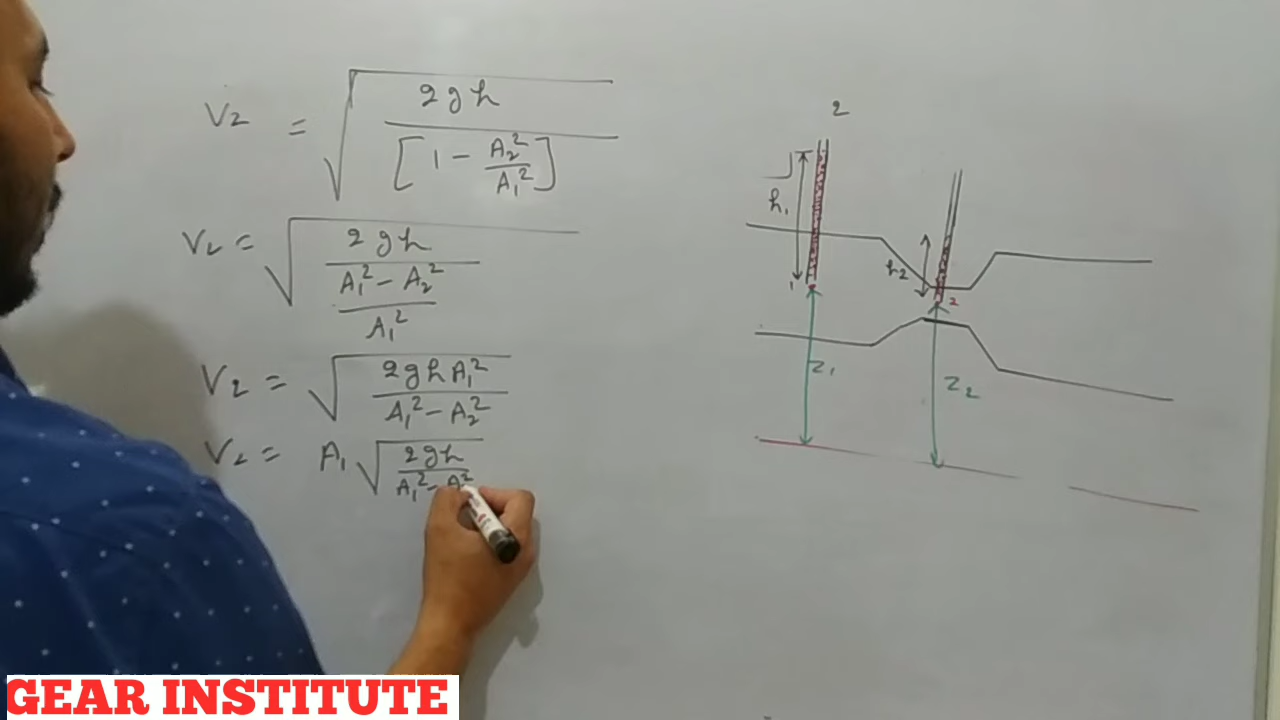 V₂ = √(2gh / [1 - A₂²/A₁²])
V₂ = √(2gh / ((A₁² - A₂²) / A₁²))
V₂ = √(2ghA₁² / (A₁² - A₂²))
V₂ = A₁ √(2gh / (A₁² - A²
2
h₁
h₂
1
2
Z₁
Z₂
GEAR INSTITUTE